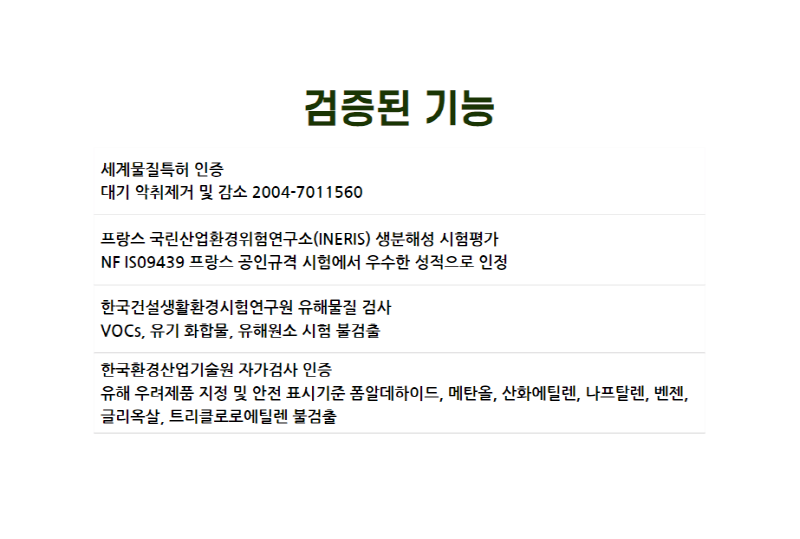 검증된 기능
세계물질특허 인증
대기 악취제거 및 감소 2004-7011560
프랑스 국린산업환경위험연구소(INERIS) 생분해성 시험평가
NF IS09439 프랑스 공인규격 시험에서 우수한 성적으로 인정
한국건설생활환경시험연구원 유해물질 검사
VOCs, 유기 화합물, 유해원소 시험 불검출
한국환경산업기술원 자가검사 인증
유해 우려제품 지정 및 안전 표시기준 폼알데하이드, 메탄올, 산화에틸렌, 나프탈렌, 벤젠,
글리옥살, 트리클로로에틸렌 불검출